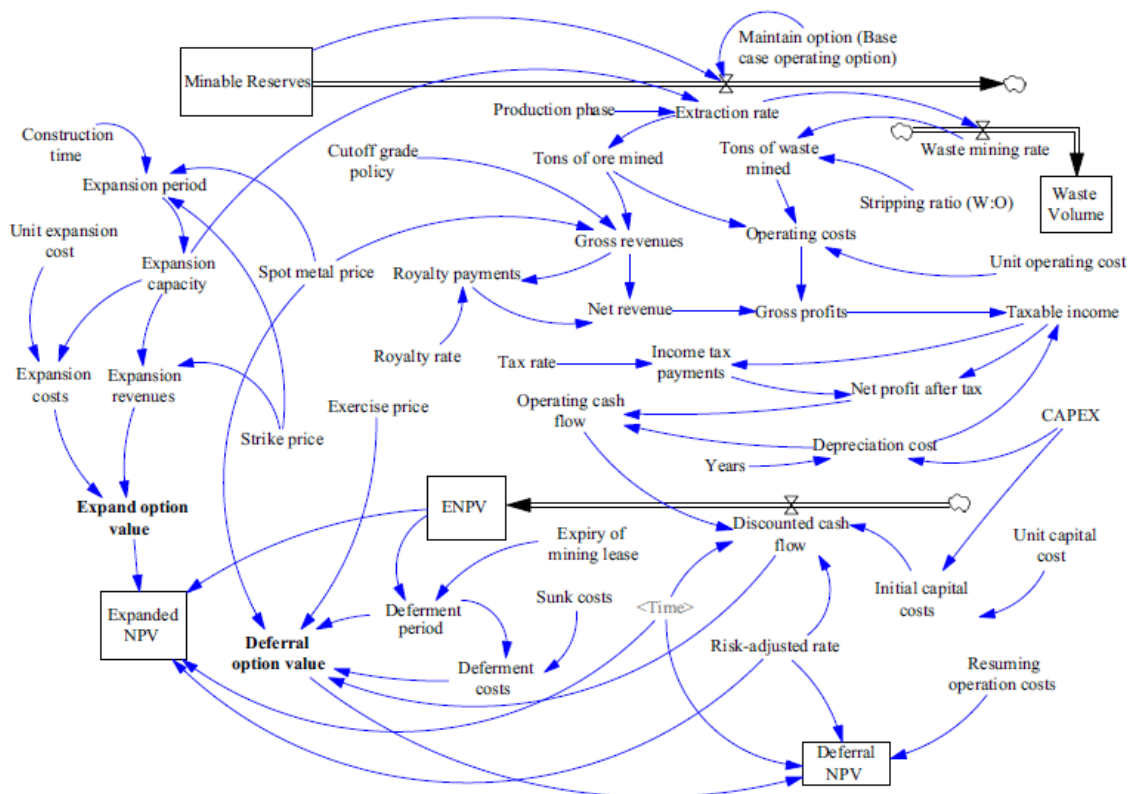 Maintain option (Base
case operating option)
Minable Reserves
Production phase
Extraction rate
Construction
time
Cutoff grade
policy
Tons of ore mined
Tons of waste
mined
Waste mining rate
Expansion period
Stripping ratio (W:O)
Waste
Volume
Unit expansion
cost
Gross revenues
Operating costs
Expansion
capacity
Spot metal price
Royalty payments
Unit operating cost
Net revenue
Gross profits
Taxable income
Royalty rate
Tax rate
Income tax
payments
Expansion
costs
Expansion
revenues
Net profit after tax
Exercise price
Operating cash
flow
CAPEX
Strike price
Depreciation cost
Years
Expand option
value
ENPV
Discounted cash
flow
Expiry of
mining lease
Unit capital
cost
Initial capital
costs
Sunk costs
<Time>
Expanded
NPV
Deferment
period
Deferral
option value
Risk-adjusted rate
Deferment
costs
Resuming
operation costs
Deferral
NPV